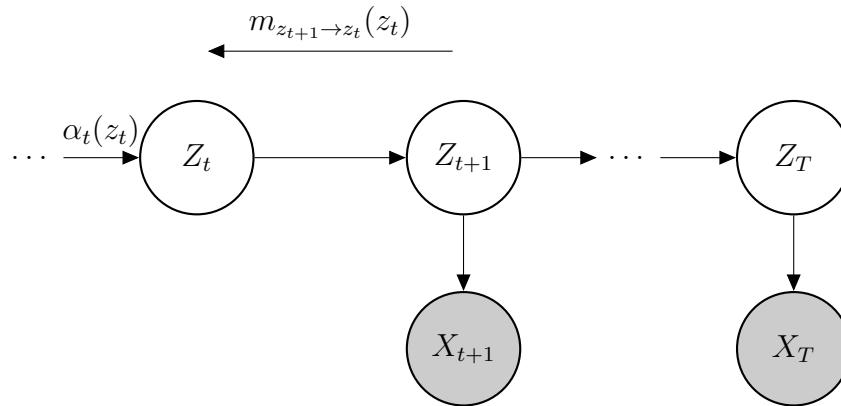 m_{z_{t+1}→z_t}(z_t)
··· α_t(z_t) Z_t Z_{t+1} ··· Z_T
X_{t+1} X_T